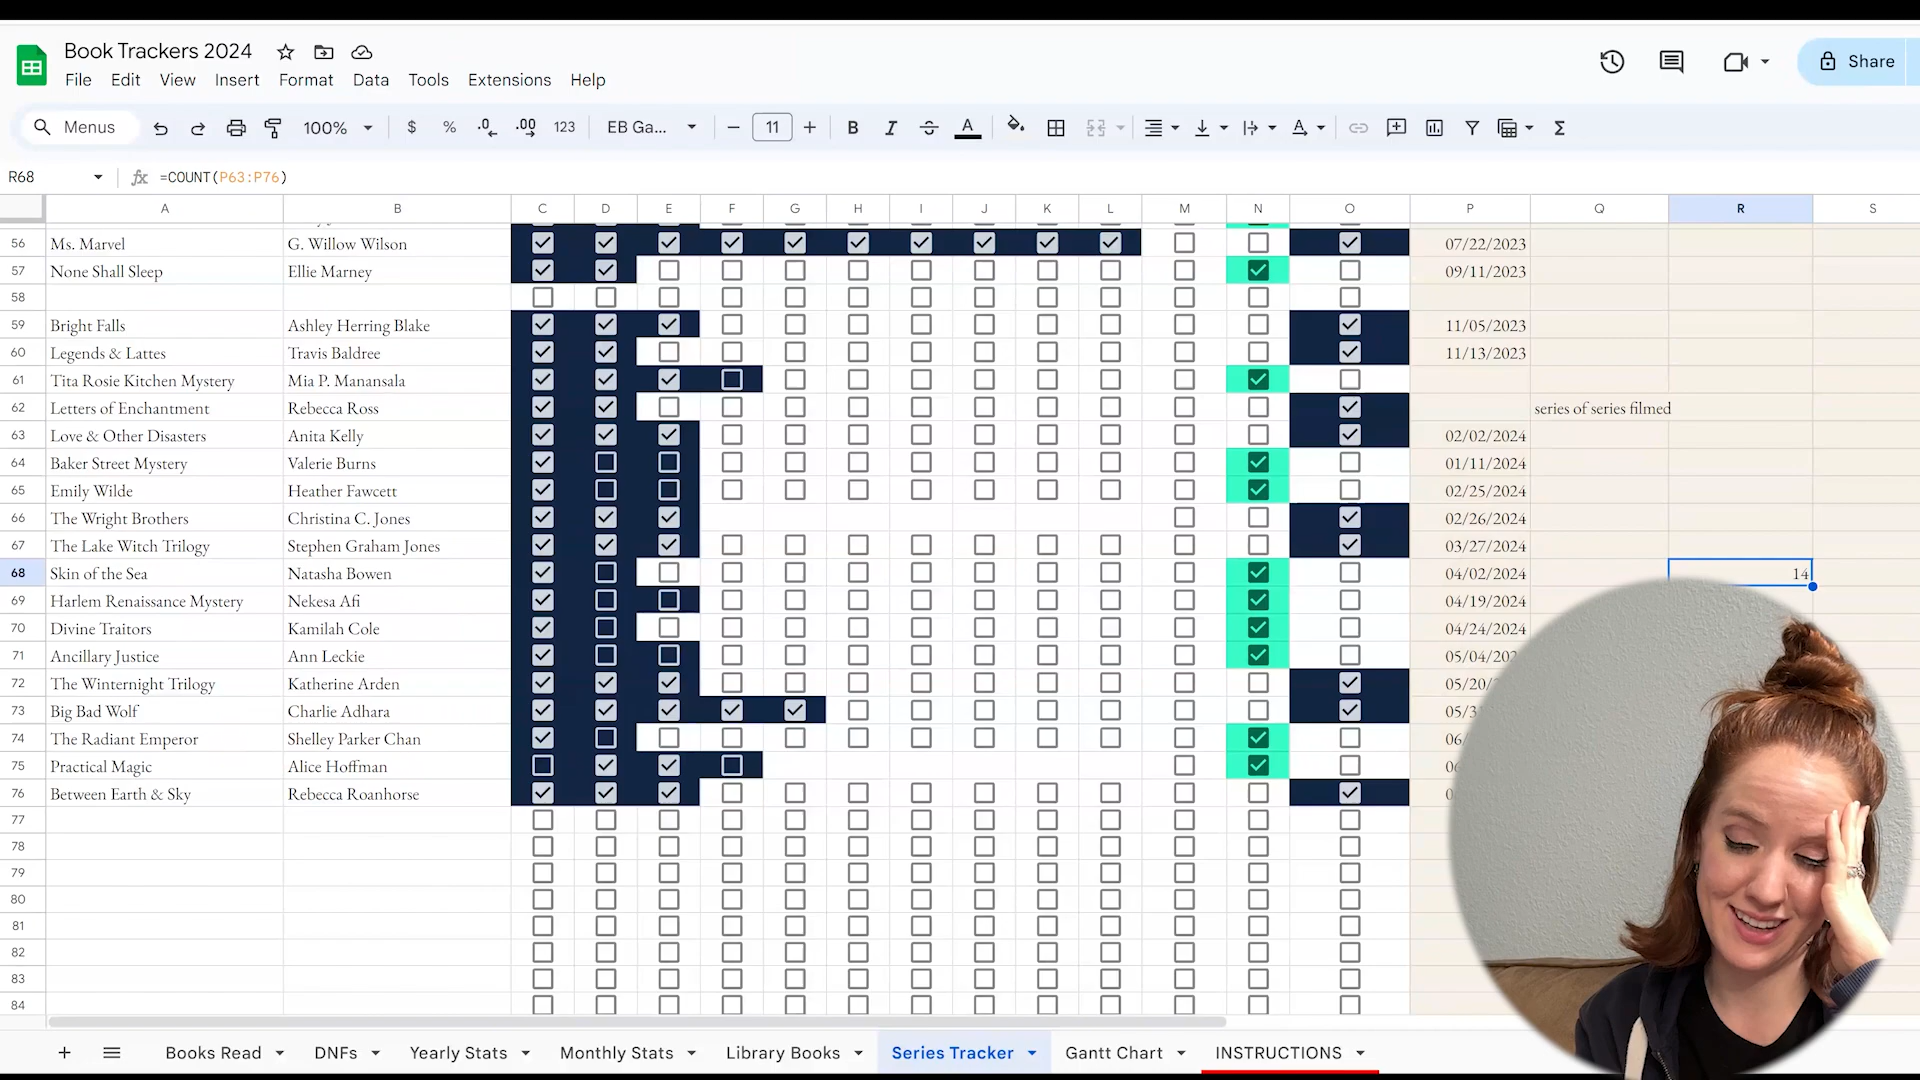 Book Trackers 2024
File Edit View Insert Format Data Tools Extensions Help
Share
Menus 100% $ % .0 .00 123 EB Ga... 11 B I A
R68 =COUNT(P63:P76)
A B C D E F G H I J K L M N O P Q R S
56 Ms. Marvel G. Willow Wilson 07/22/2023
57 None Shall Sleep Ellie Marney 09/11/2023
58
59 Bright Falls Ashley Herring Blake 11/05/2023
60 Legends & Lattes Travis Baldree 11/13/2023
61 Tita Rosie Kitchen Mystery Mia P. Manansala
62 Letters of Enchantment Rebecca Ross series of series filmed
63 Love & Other Disasters Anita Kelly 02/02/2024
64 Baker Street Mystery Valerie Burns 01/11/2024
65 Emily Wilde Heather Fawcett 02/25/2024
66 The Wright Brothers Christina C. Jones 02/26/2024
67 The Lake Witch Trilogy Stephen Graham Jones 03/27/2024
68 Skin of the Sea Natasha Bowen 04/02/2024 14
69 Harlem Renaissance Mystery Nekesa Afi 04/19/2024
70 Divine Traitors Kamilah Cole 04/24/2024
71 Ancillary Justice Ann Leckie 05/04/202
72 The Winternight Trilogy Katherine Arden 05/20/
73 Big Bad Wolf Charlie Adhara 05/3
74 The Radiant Emperor Shelley Parker Chan 06/
75 Practical Magic Alice Hoffman 06
76 Between Earth & Sky Rebecca Roanhorse 0
77
78
79
80
81
82
83
84
Books Read DNFs Yearly Stats Monthly Stats Library Books Series Tracker Gantt Chart INSTRUCTIONS